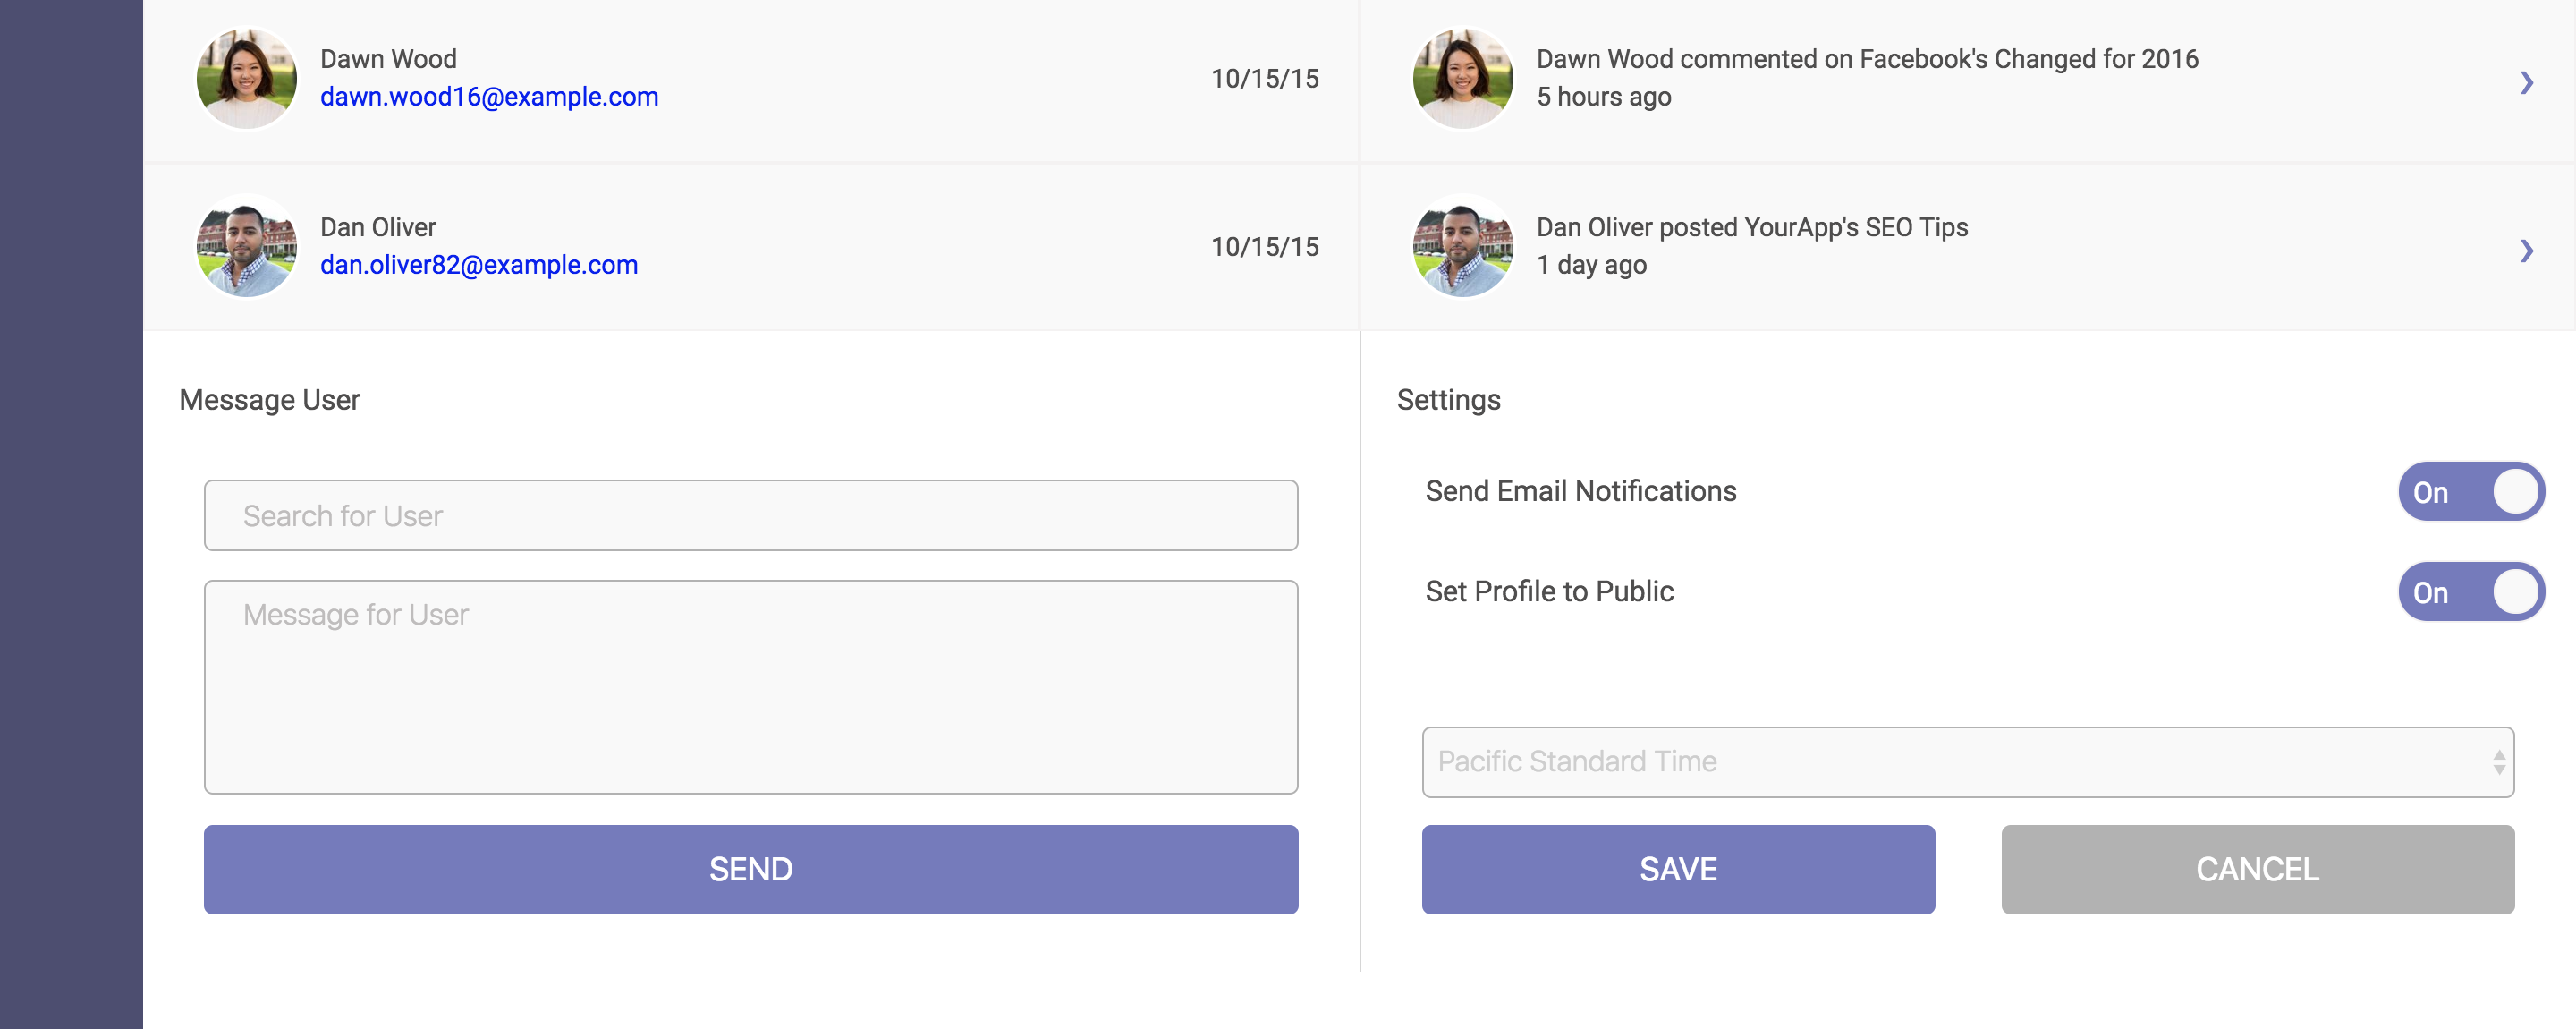 Dawn Wood
dawn.wood16@example.com
10/15/15
Dawn Wood commented on Facebook's Changed for 2016
5 hours ago
Dan Oliver
dan.oliver82@example.com
10/15/15
Dan Oliver posted YourApp's SEO Tips
1 day ago
Message User
Search for User
Message for User
SEND
Settings
Send Email Notifications
On
Set Profile to Public
On
Pacific Standard Time
SAVE
CANCEL